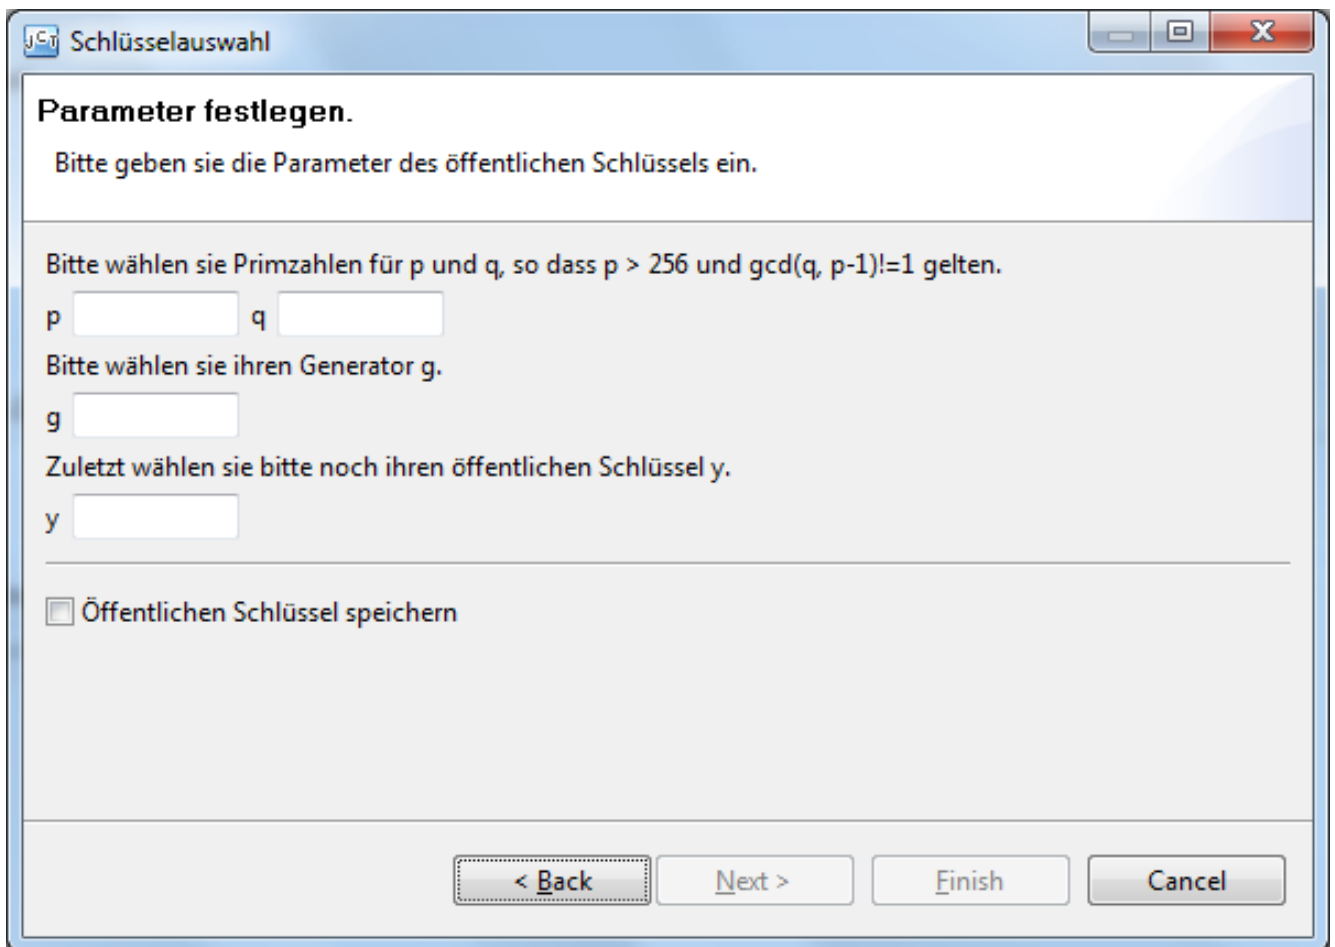 JCT Schlüsselauswahl
Parameter festlegen.
Bitte geben sie die Parameter des öffentlichen Schlüssels ein.
Bitte wählen sie Primzahlen für p und q, so dass p > 256 und gcd(q, p-1)!=1 gelten.
p q
Bitte wählen sie ihren Generator g.
g
Zuletzt wählen sie bitte noch ihren öffentlichen Schlüssel y.
y
Öffentlichen Schlüssel speichern
< Back Next > Finish Cancel